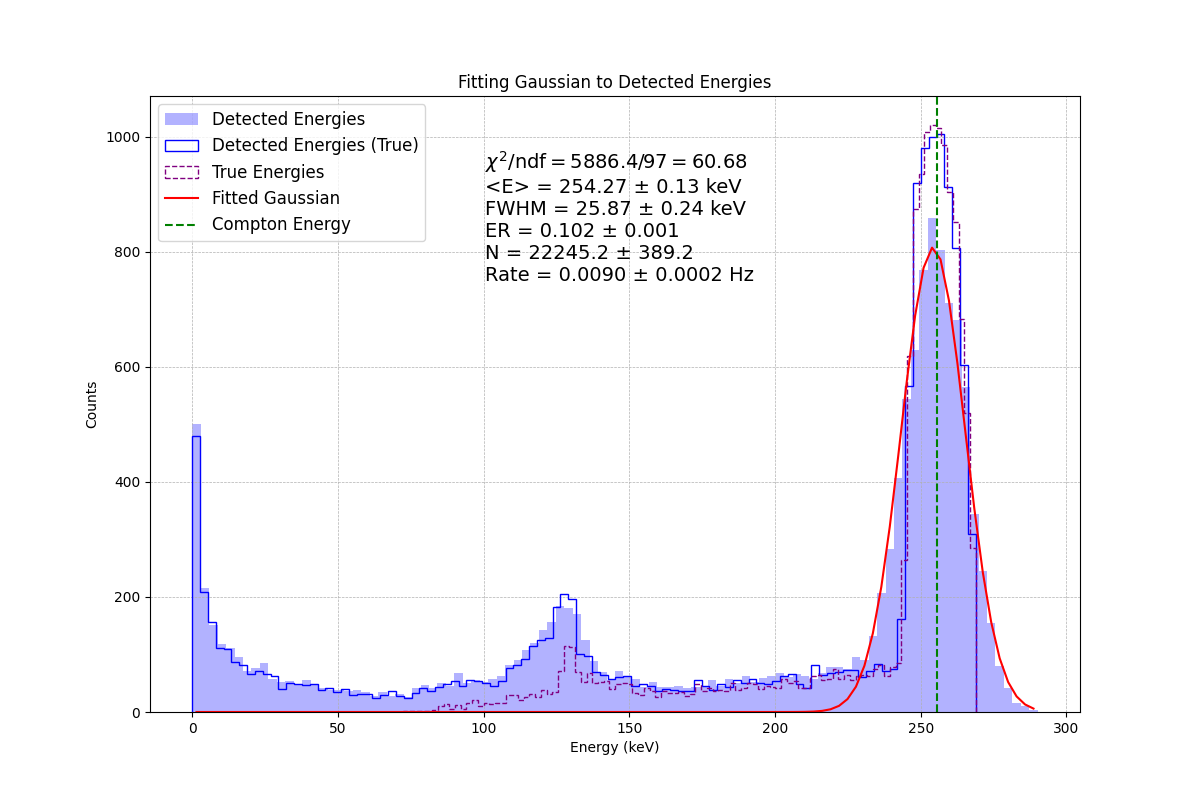 Fitting Gaussian to Detected Energies
Detected Energies
Detected Energies (True)
True Energies
Fitted Gaussian
Compton Energy
χ²/ndf = 5886.4/97 = 60.68
<E> = 254.27 ± 0.13 keV
FWHM = 25.87 ± 0.24 keV
ER = 0.102 ± 0.001
N = 22245.2 ± 389.2
Rate = 0.0090 ± 0.0002 Hz
Counts
1000
800
600
400
200
0
0 50 100 150 200 250 300
Energy (keV)